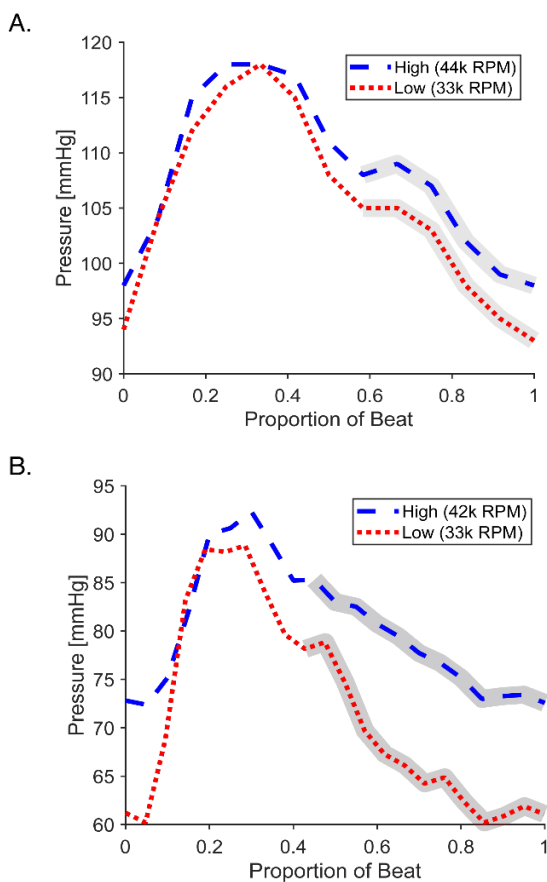 A.
120
115
110
105
100
95
90
Pressure [mmHg]
High (44k RPM)
Low (33k RPM)
0 0.2 0.4 0.6 0.8 1
Proportion of Beat
B.
95
90
85
80
75
70
65
60
Pressure [mmHg]
High (42k RPM)
Low (33k RPM)
0 0.2 0.4 0.6 0.8 1
Proportion of Beat